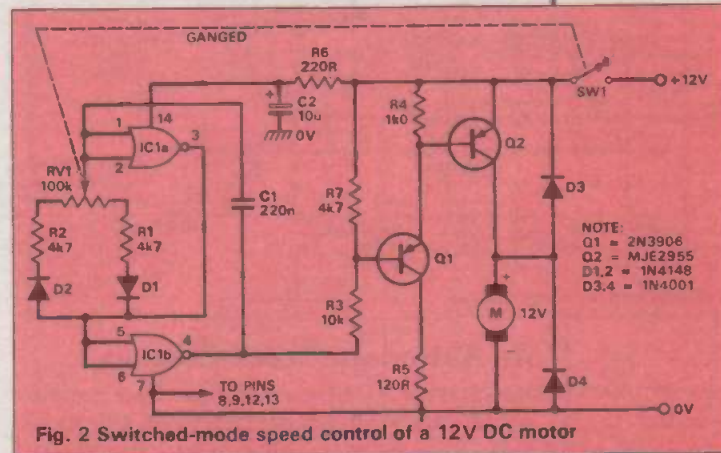 GANGED
R6
220R
SW1
+12V
C2
10u
0V
R4
1k0
Q2
1
14
3
2
IC1a
RV1
100k
C1
220n
R7
4k7
D3
R2
4k7
R1
4k7
Q1
NOTE:
Q1 = 2N3906
Q2 = MJE2955
D1,2 = 1N4148
D3,4 = 1N4001
D2
D1
R3
10k
+
M
12V
-
5
6
IC1b
4
7
TO PINS
8,9,12,13
R5
120R
D4
0V
Fig. 2 Switched-mode speed control of a 12V DC motor